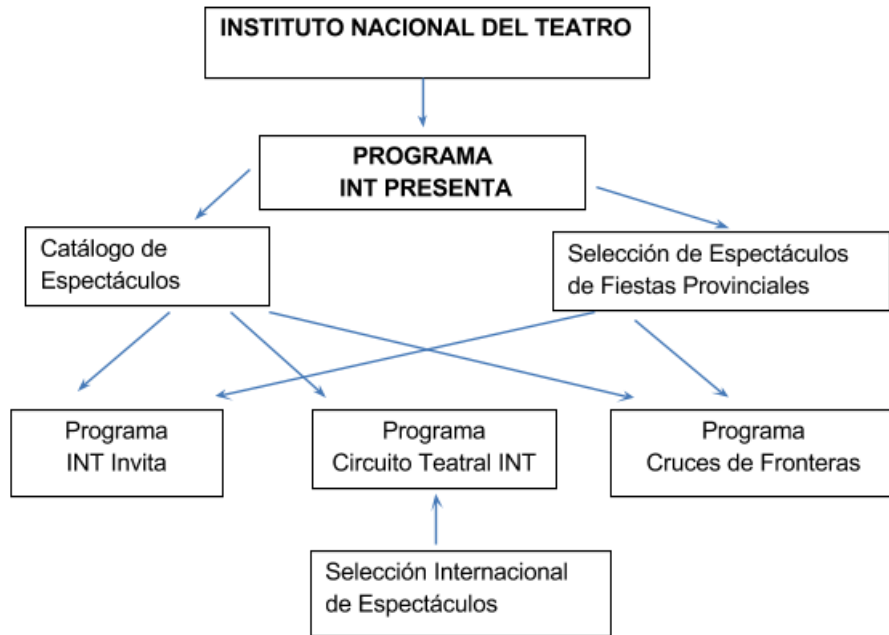 INSTITUTO NACIONAL DEL TEATRO
PROGRAMA
INT PRESENTA
Catálogo de
Espectáculos
Selección de Espectáculos
de Fiestas Provinciales
Programa
INT Invita
Programa
Circuito Teatral INT
Programa
Cruces de Fronteras
Selección Internacional
de Espectáculos